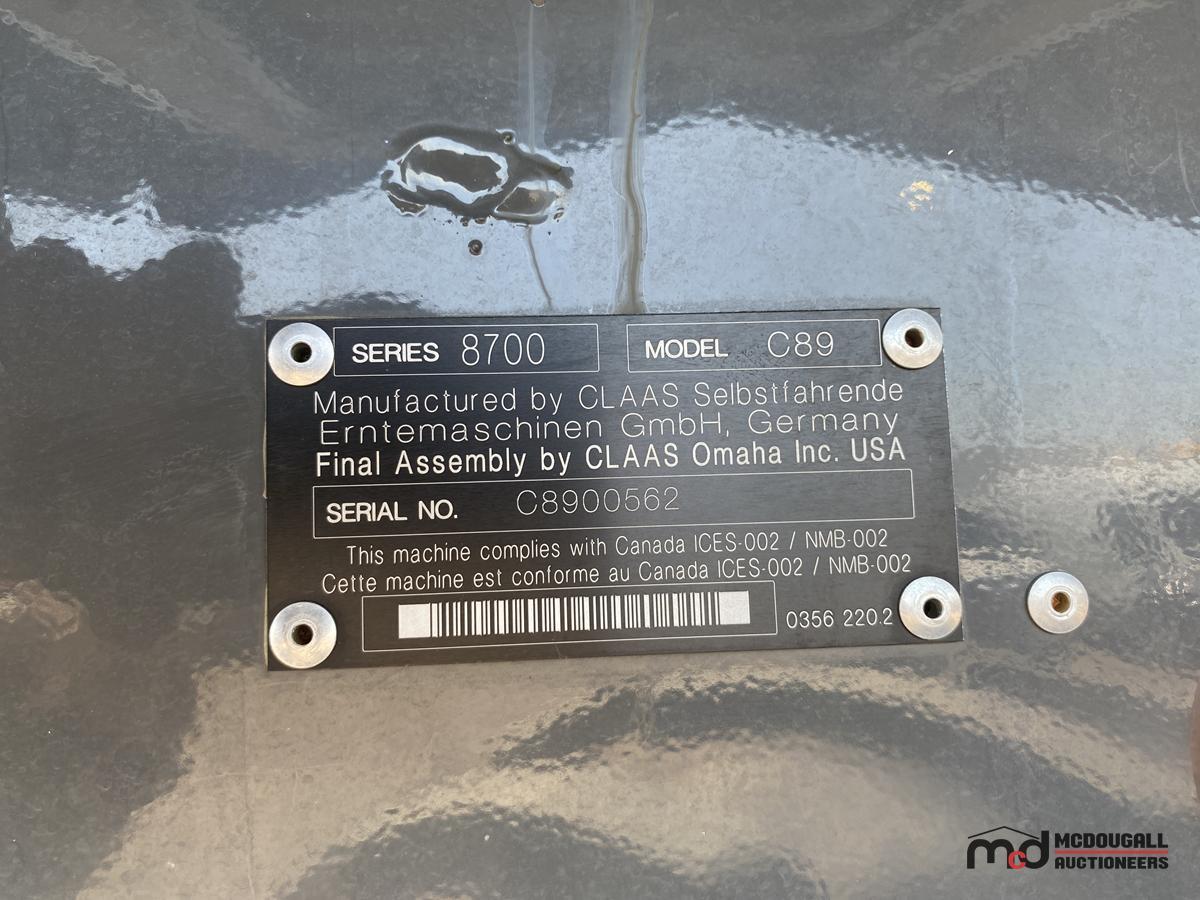 SERIES 8700 MODEL C89
Manufactured by CLAAS Selbstfahrende
Erntemaschinen GmbH, Germany
Final Assembly by CLAAS Omaha Inc. USA
SERIAL NO. C8900562
This machine complies with Canada ICES-002 / NMB-002
Cette machine est conforme au Canada ICES-002 / NMB-002
0356 220.2
mcd MCDOUGALL
AUCTIONEERS